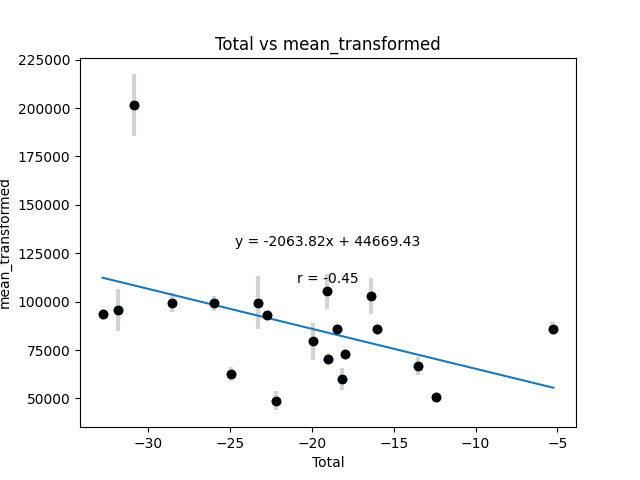 Total vs mean_transformed
225000
200000
175000
150000
125000
100000
75000
50000
mean_transformed
y = -2063.82x + 44669.43
r = -0.45
−30 −25 −20 −15 −10 −5
Total